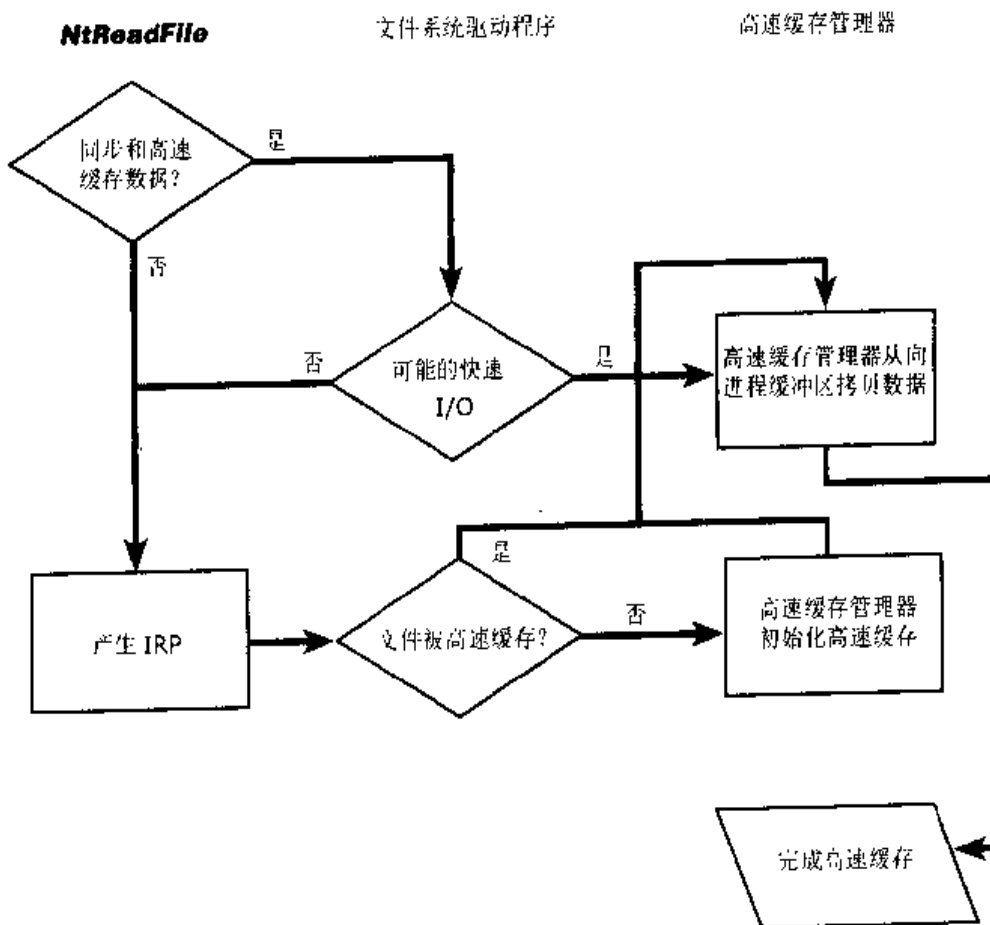 NtReadFile
文件系统驱动程序
高速缓存管理器
同步和高速
缓存数据?
是
否
否
可能的快速
I/O
是
高速缓存管理器从向
进程缓冲区拷贝数据
产生 IRP
是
文件被高速缓存?
否
高速缓存管理器
初始化高速缓存
完成高速缓存